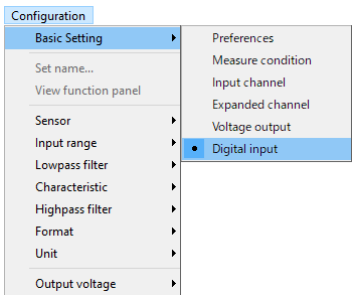 Configuration
Basic Setting
Set name...
View function panel
Sensor
Input range
Lowpass filter
Characteristic
Highpass filter
Format
Unit
Output voltage
Preferences
Measure condition
Input channel
Expanded channel
Voltage output
Digital input